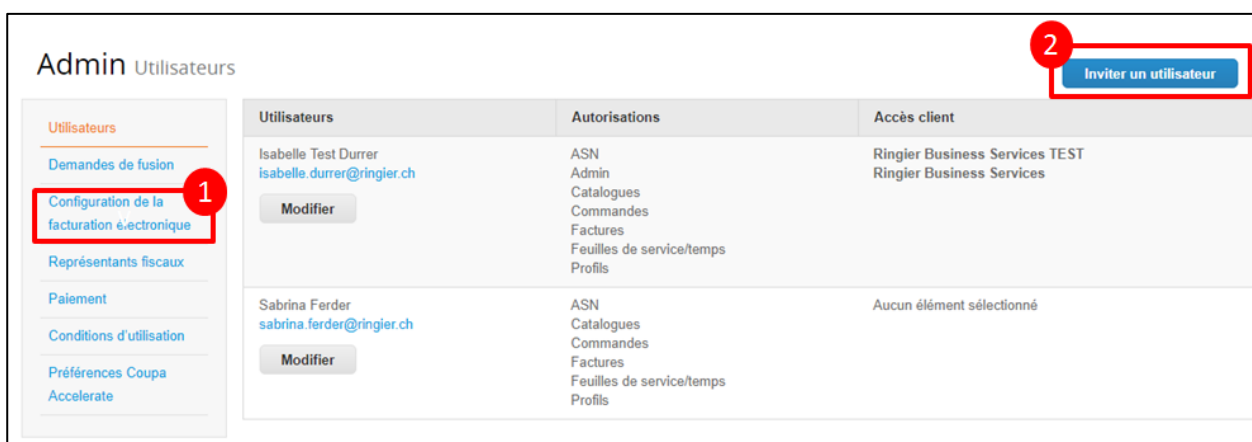 Admin Utilisateurs
2
Inviter un utilisateur
Utilisateurs
Demandes de fusion
1
Configuration de la
facturation électronique
Représentants fiscaux
Paiement
Conditions d'utilisation
Préférences Coupa
Accelerate
Utilisateurs Autorisations Accès client
Isabelle Test Durrer ASN Ringier Business Services TEST
isabelle.durrer@ringier.ch Admin Ringier Business Services
Catalogues
Modifier Commandes
Factures
Feuilles de service/temps
Profils
Sabrina Ferder ASN Aucun élément sélectionné
sabrina.ferder@ringier.ch Catalogues
Commandes
Modifier Factures
Feuilles de service/temps
Profils